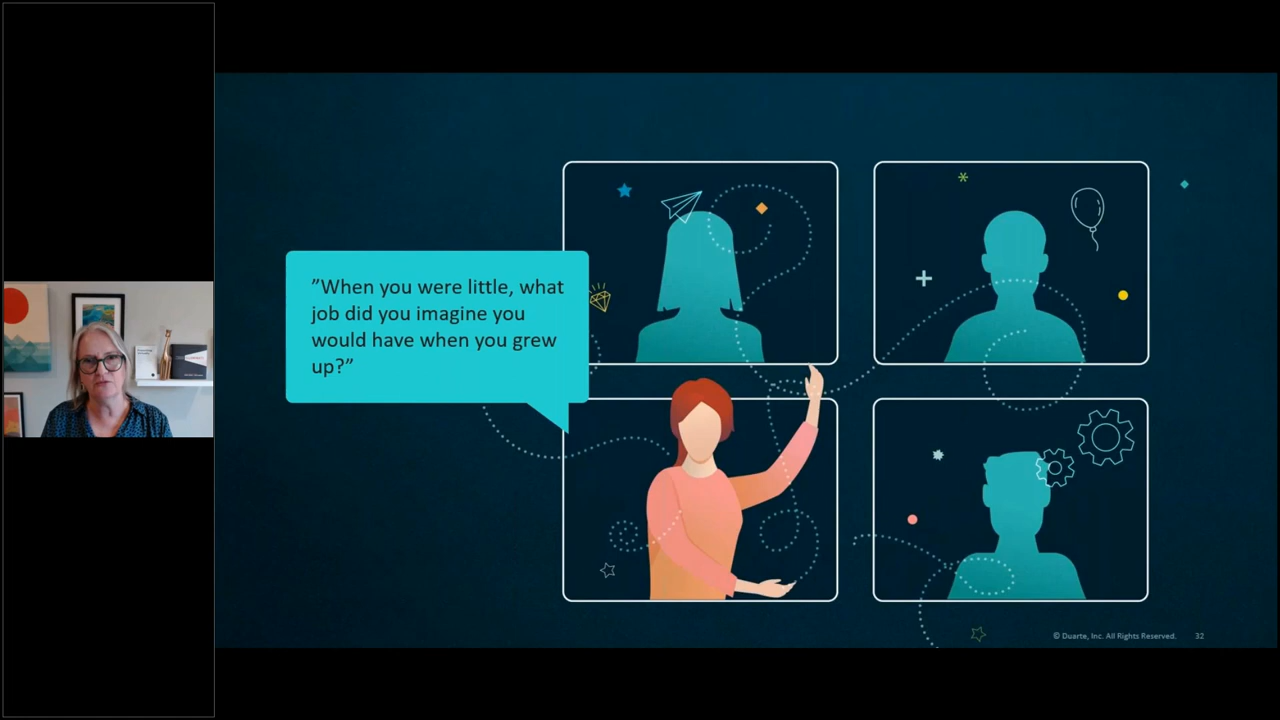 ”When you were little, what
job did you imagine you
would have when you grew
up?”
© Duarte, Inc. All Rights Reserved. 32